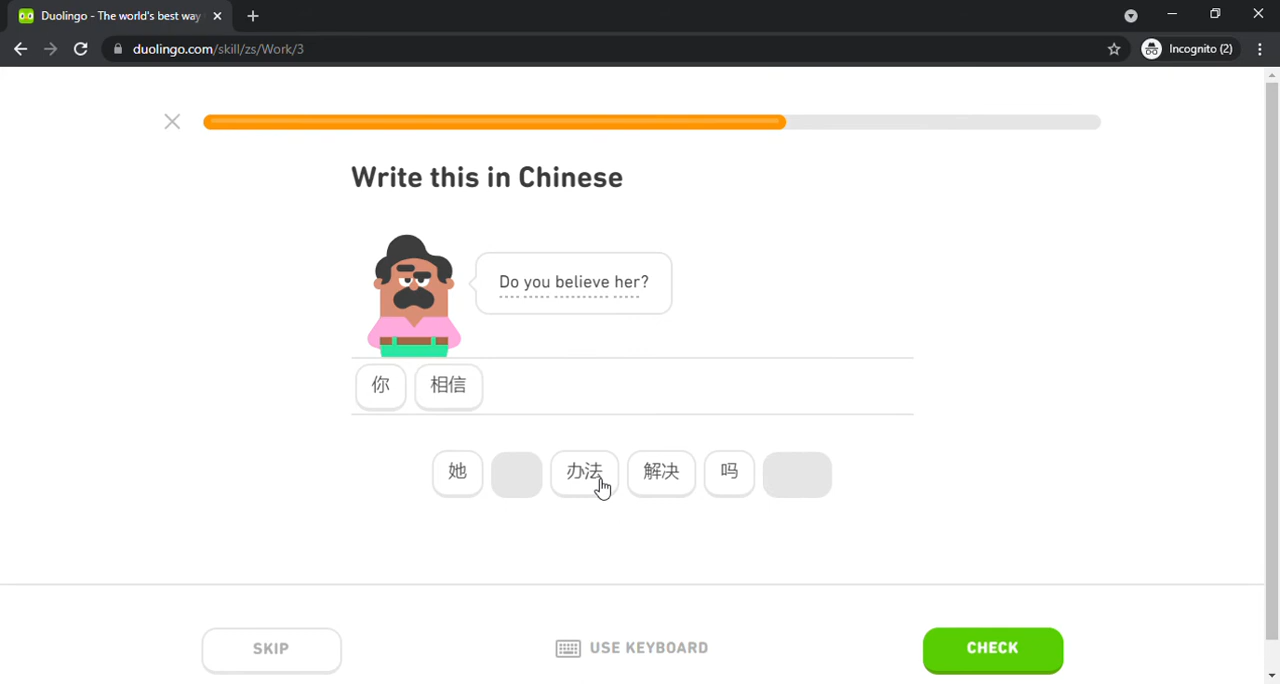 Duolingo - The world's best way
duolingo.com/skill/zs/Work/3
Incognito (2)
Write this in Chinese
Do you believe her?
你 相信
她 办法 解决 吗
SKIP
USE KEYBOARD
CHECK